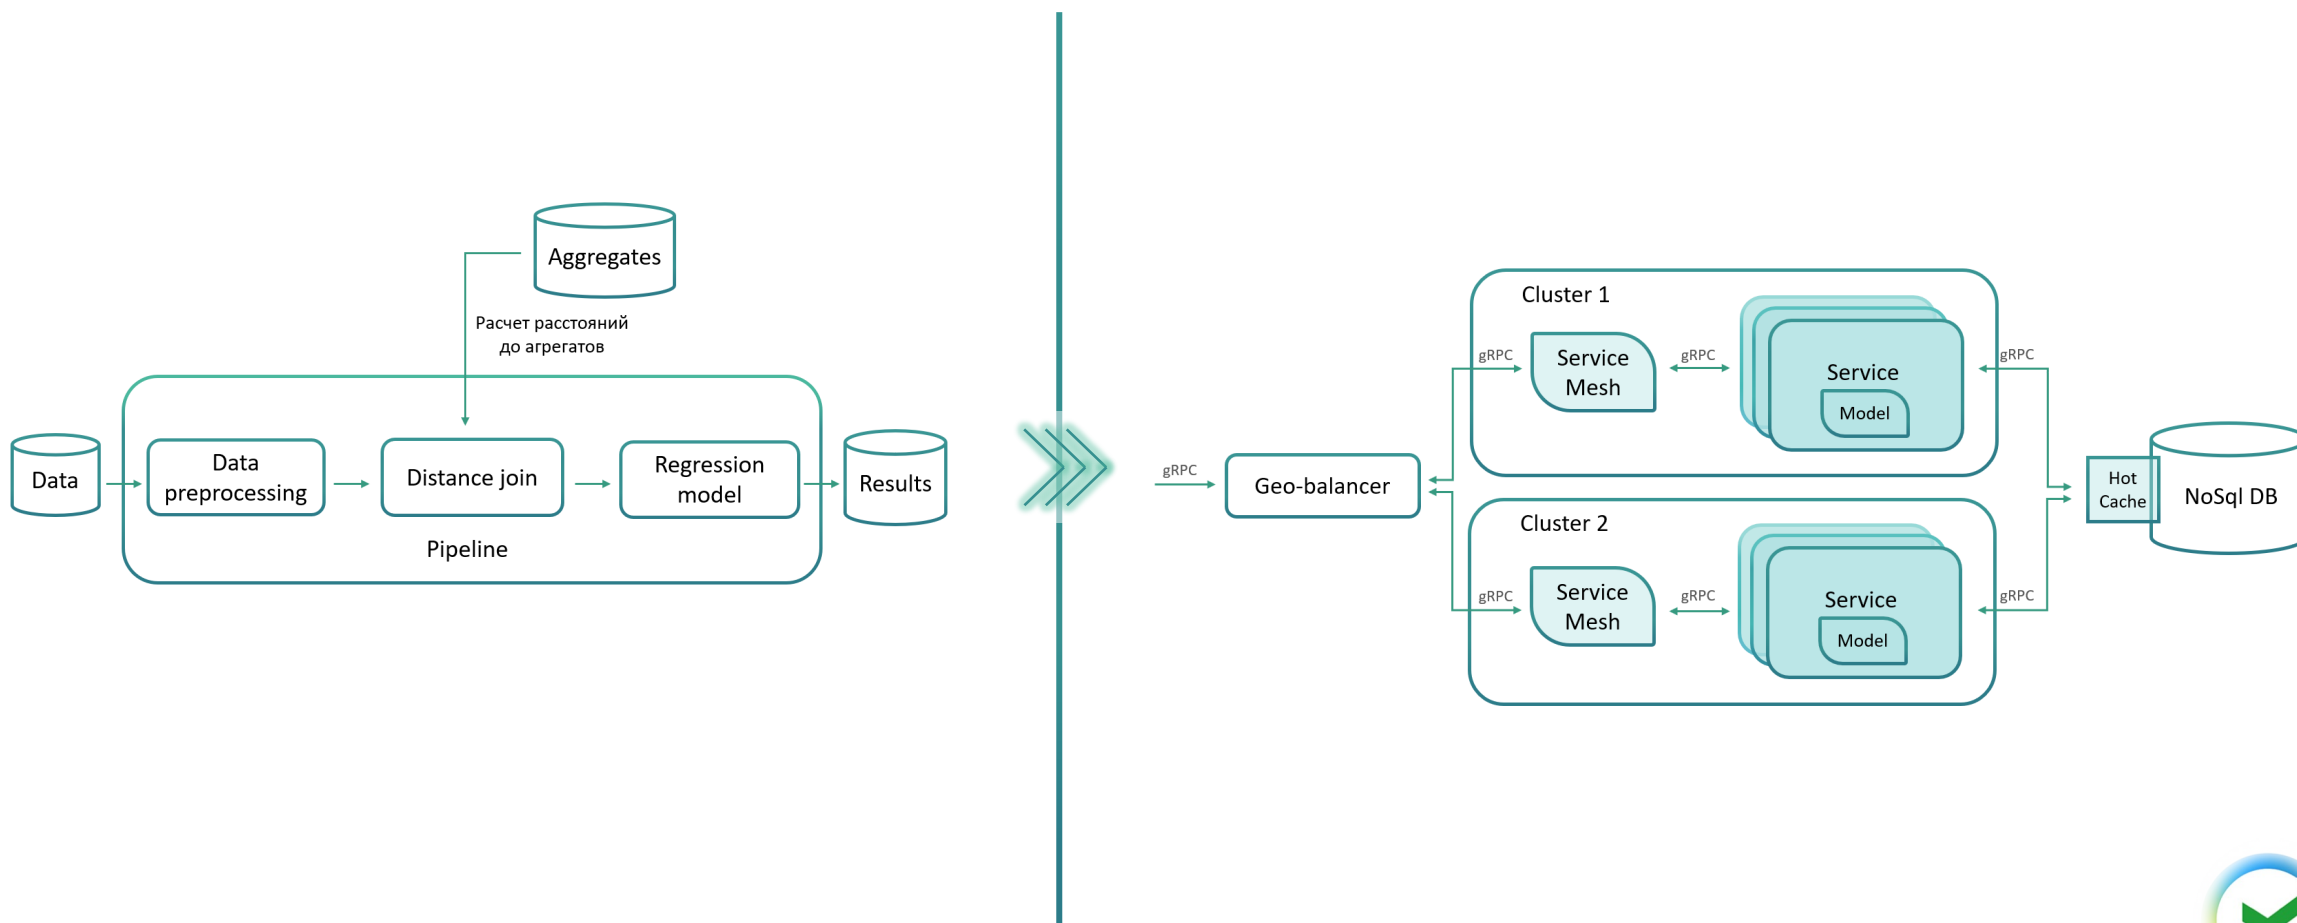 Aggregates
Расчет расстояний
до агрегатов
Data
Data
preprocessing
Distance join
Regression
model
Results
Pipeline
gRPC
Geo-balancer
Cluster 1
gRPC
Service
Mesh
gRPC
Service
Model
gRPC
Cluster 2
gRPC
Service
Mesh
gRPC
Service
Model
gRPC
Hot
Cache
NoSql DB